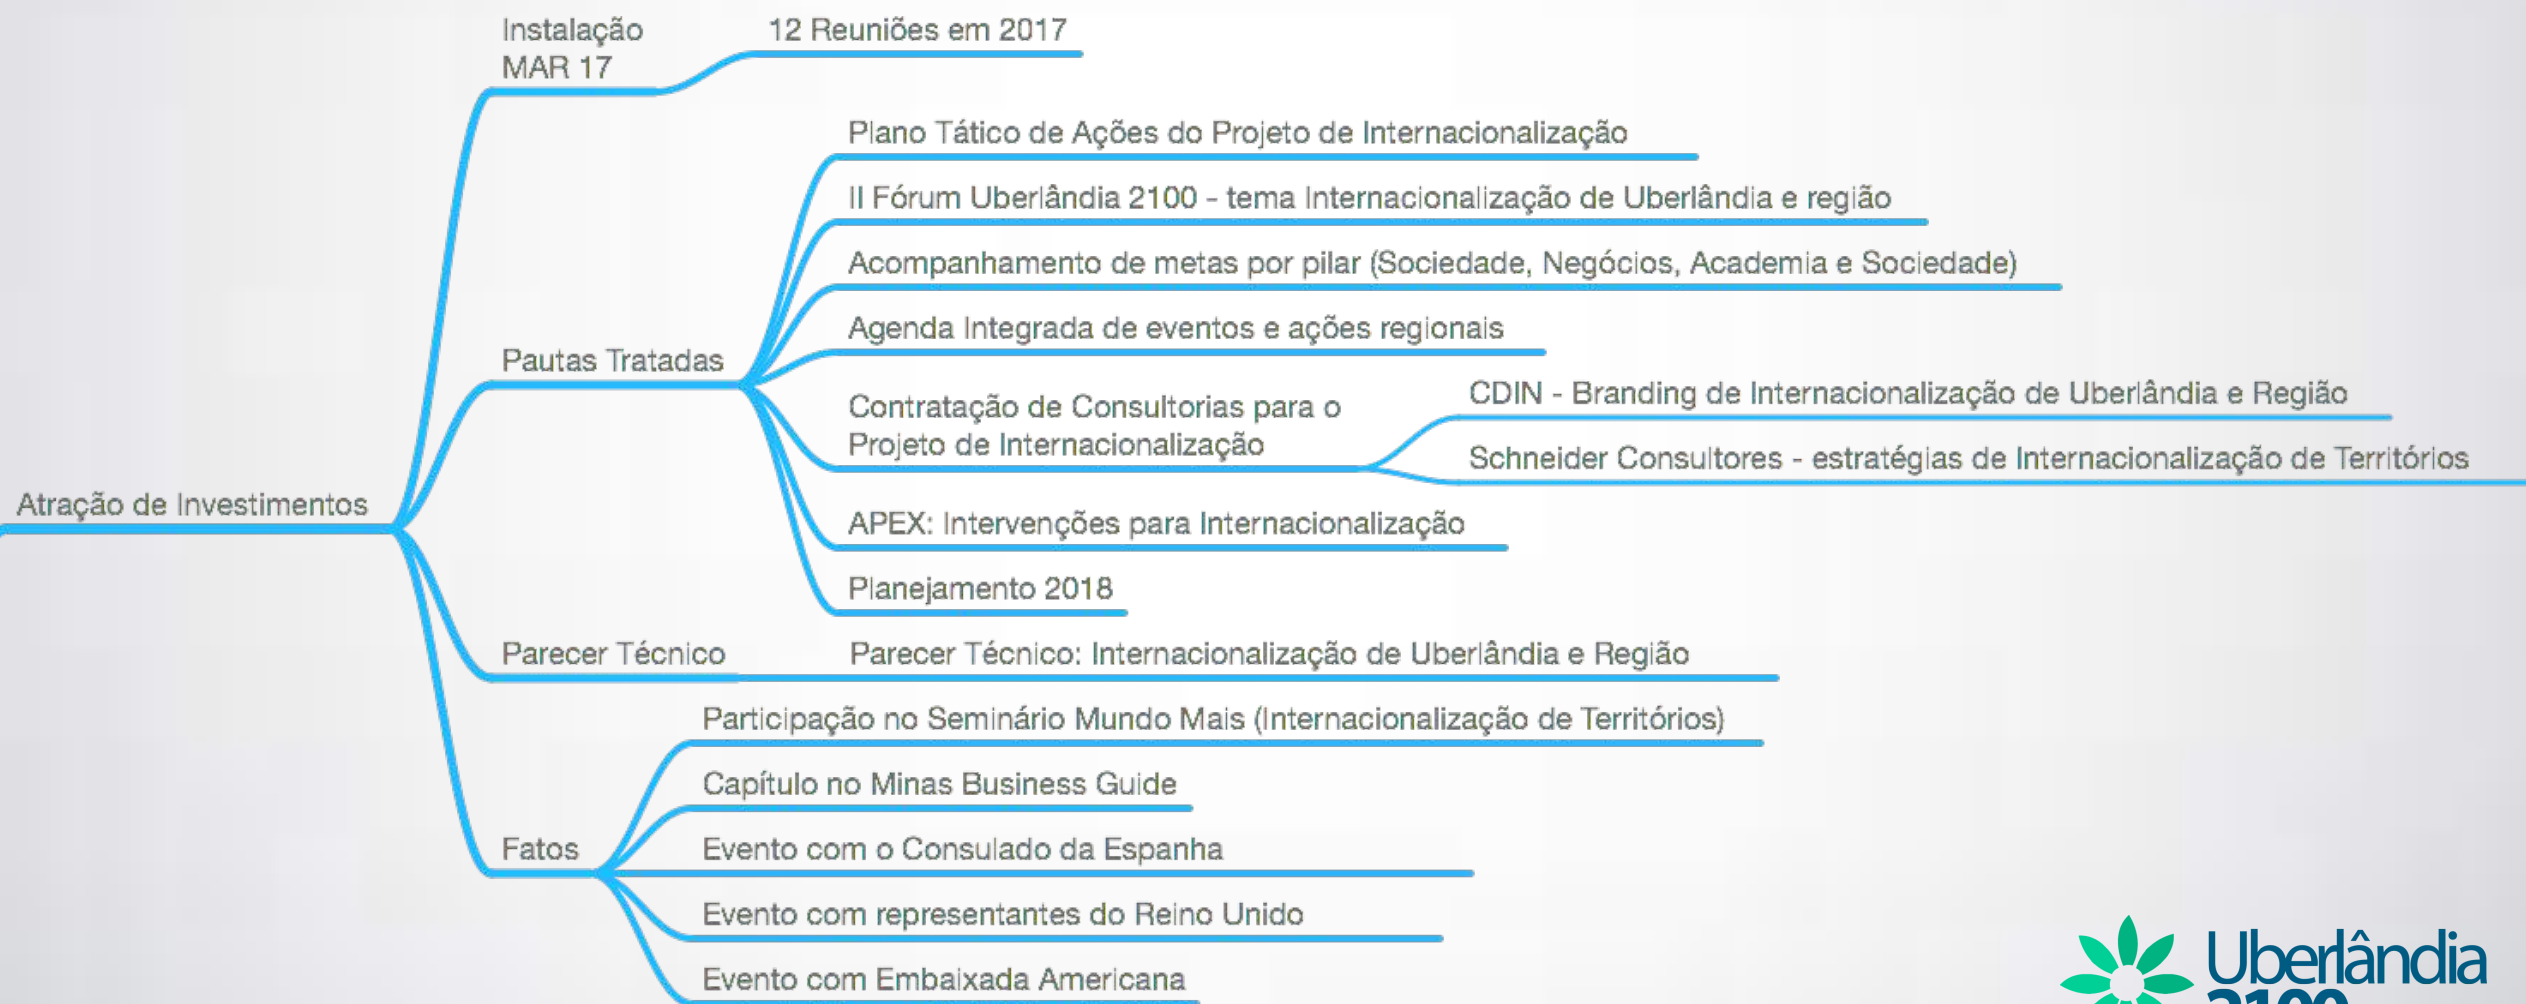 Instalação
MAR 17
12 Reuniões em 2017
Plano Tático de Ações do Projeto de Internacionalização
II Fórum Uberlândia 2100 - tema Internacionalização de Uberlândia e região
Acompanhamento de metas por pilar (Sociedade, Negócios, Academia e Sociedade)
Agenda Integrada de eventos e ações regionais
Pautas Tratadas
Contratação de Consultorias para o
Projeto de Internacionalização
CDIN - Branding de Internacionalização de Uberlândia e Região
Schneider Consultores - estratégias de Internacionalização de Territórios
Atração de Investimentos
APEX: Intervenções para Internacionalização
Planejamento 2018
Parecer Técnico
Parecer Técnico: Internacionalização de Uberlândia e Região
Participação no Seminário Mundo Mais (Internacionalização de Territórios)
Capítulo no Minas Business Guide
Fatos
Evento com o Consulado da Espanha
Evento com representantes do Reino Unido
Evento com Embaixada Americana
Uberlândia
2100